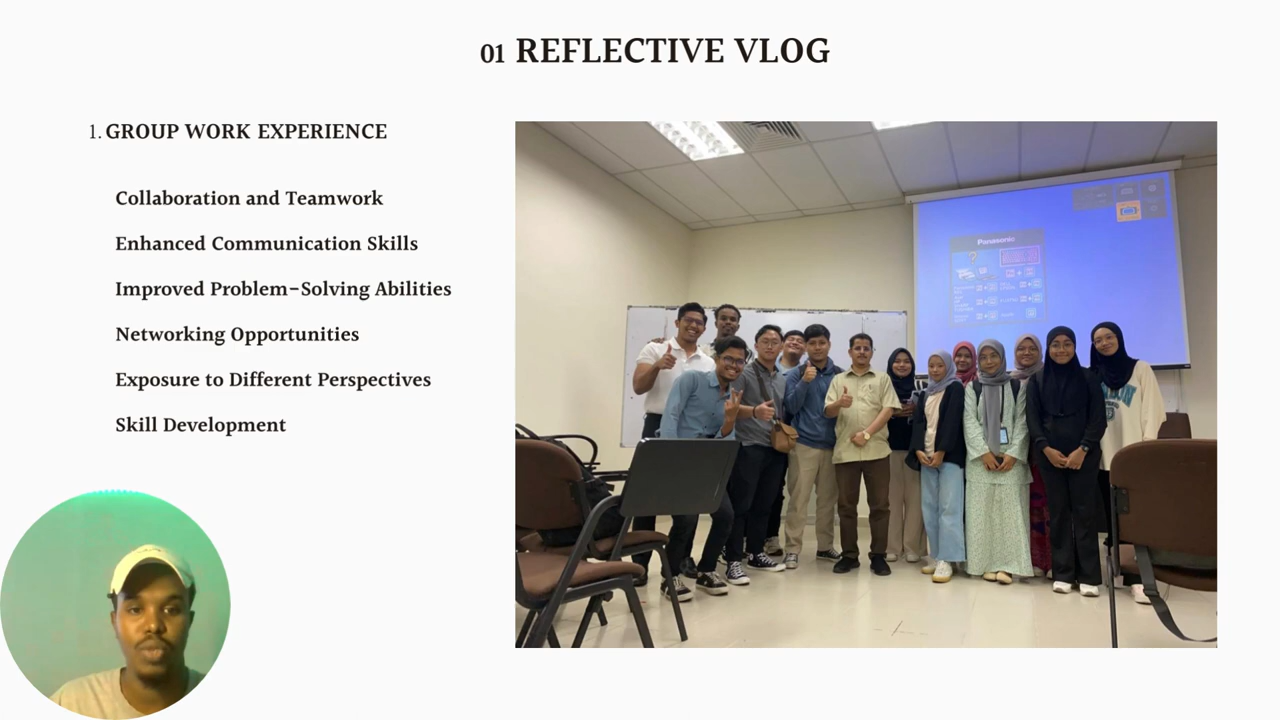 01 REFLECTIVE VLOG
1. GROUP WORK EXPERIENCE
Collaboration and Teamwork
Enhanced Communication Skills
Improved Problem-Solving Abilities
Networking Opportunities
Exposure to Different Perspectives
Skill Development
Panasonic